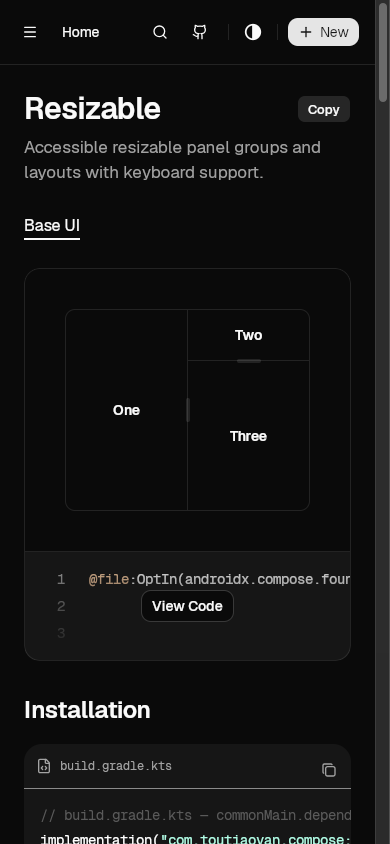 Home
New
Resizable
Copy
Accessible resizable panel groups and
layouts with keyboard support.
Base UI
Two
One
Three
1 @file:OptIn(androidx.compose.four
2
View Code
3
Installation
build.gradle.kts
// build.gradle.kts — commonMain.depend
implementation("com.toutiaoyan.compose: